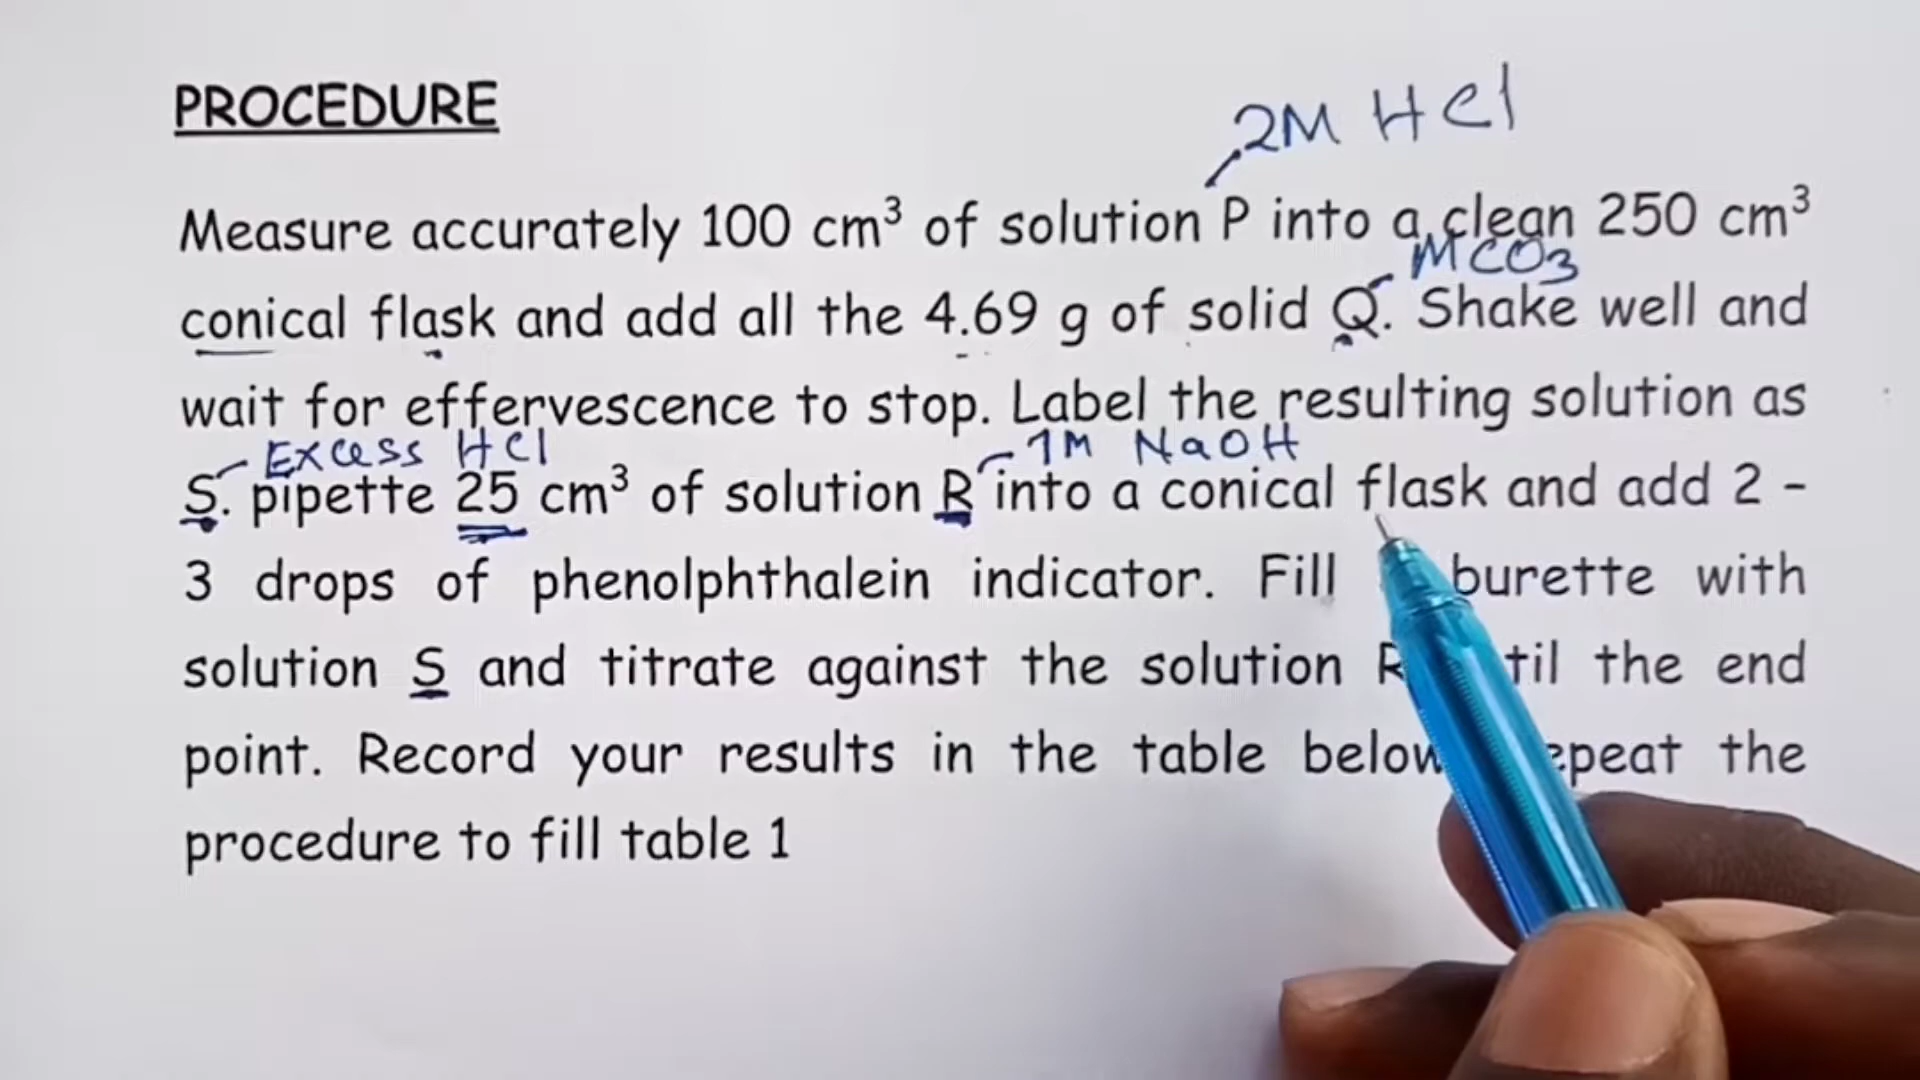 PROCEDURE
2M HCl
Measure accurately 100 cm³ of solution P into a clean 250 cm³
MCO3
conical flask and add all the 4.69 g of solid Q. Shake well and
wait for effervescence to stop. Label the resulting solution as
Excess HCl 1M NaOH
S. pipette 25 cm³ of solution R into a conical flask and add 2 -
3 drops of phenolphthalein indicator. Fill burette with
solution S and titrate against the solution R til the end
point. Record your results in the table below epeat the
procedure to fill table 1